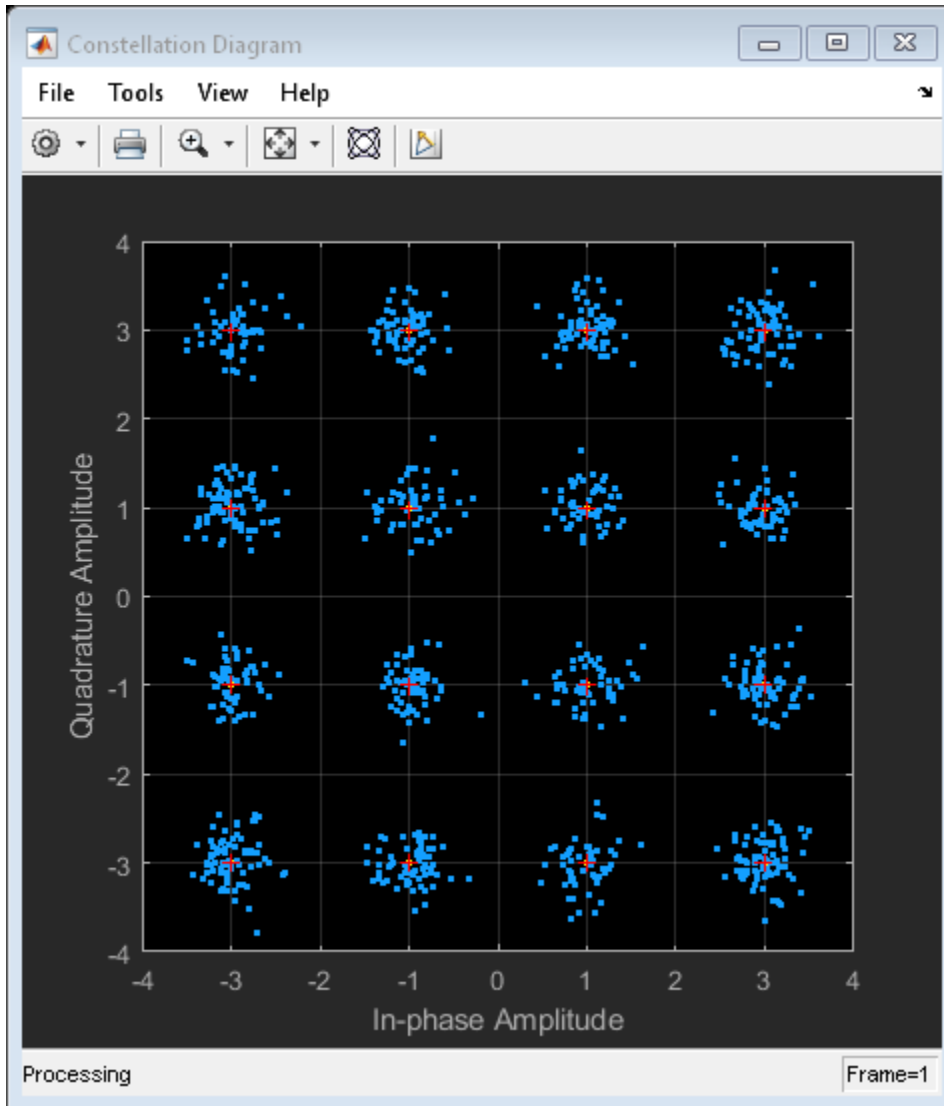 Constellation Diagram
File Tools View Help
4
3
2
1
0
-1
-2
-3
-4
Quadrature Amplitude
-4 -3 -2 -1 0 1 2 3 4
In-phase Amplitude
Processing Frame=1